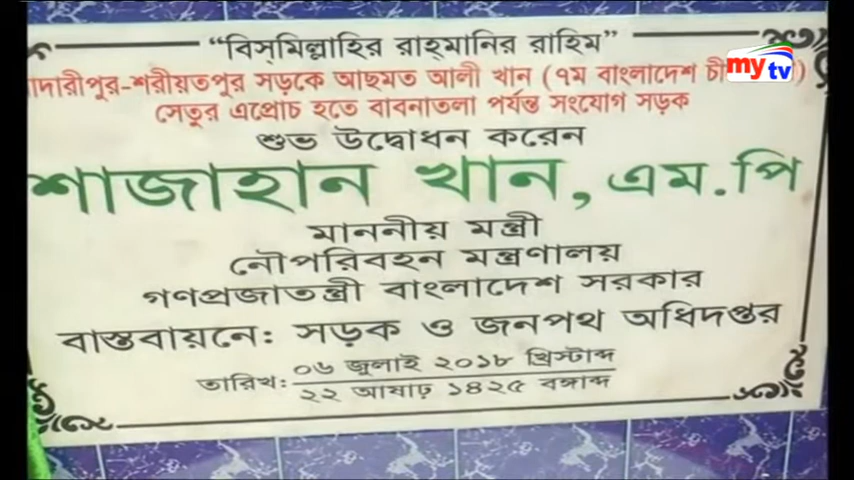 “বিস্‌মিল্লাহির রাহ্‌মানির রাহিম”
মাদারীপুর-শরীয়তপুর সড়কে আছমত আলী খান (৭ম বাংলাদেশ
সেতুর এপ্রোচ হতে বাবনাতলা পর্যন্ত সংযোগ সড়ক
শুভ উদ্বোধন করেন
শাজাহান খান, এম.পি
মাননীয় মন্ত্রী
নৌপরিবহন মন্ত্রণালয়
গণপ্রজাতন্ত্রী বাংলাদেশ সরকার
বাস্তবায়নে: সড়ক ও জনপথ অধিদপ্তর
তারিখ: ০৬ জুলাই ২০১৮ খ্রিস্টাব্দ
২২ আষাঢ় ১৪২৫ বঙ্গাব্দ
my tv